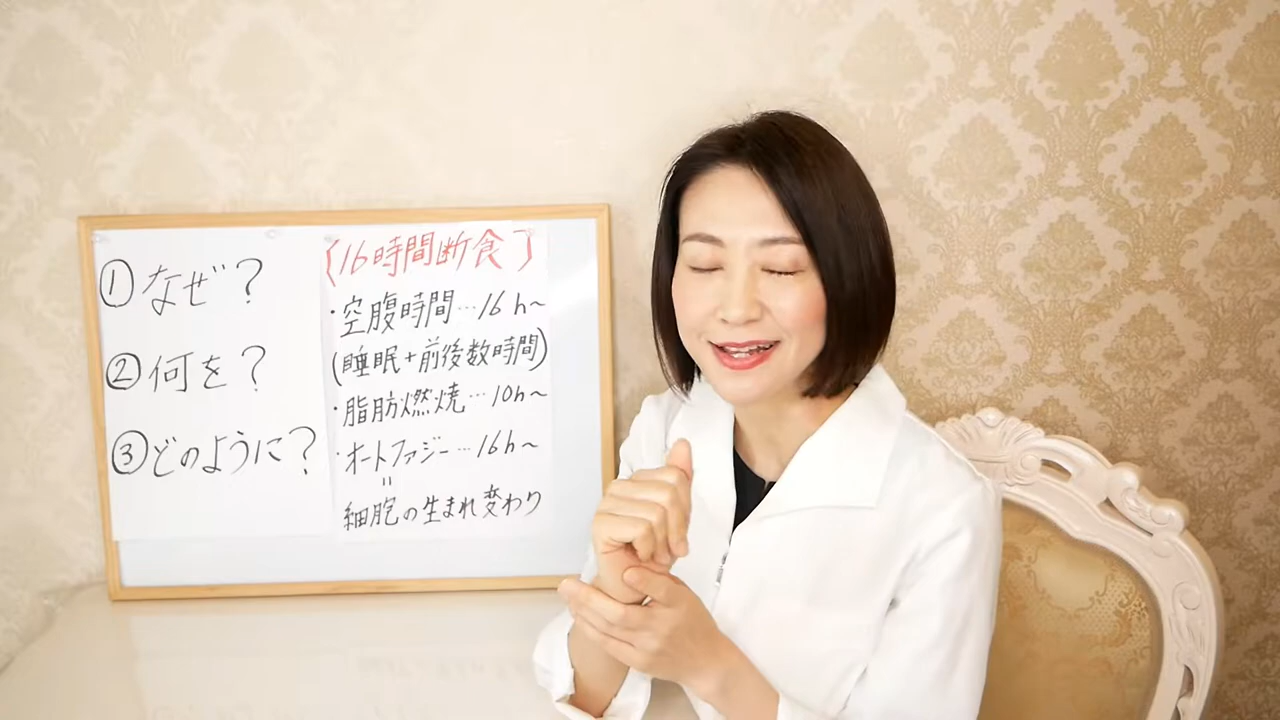 ① なぜ?
② 何を?
③ どのように?
{16時間断食}
・空腹時間…16h〜
(睡眠+前後数時間)
・脂肪燃焼…10h〜
・オートファジー…16h〜
=
細胞の生まれ変わり